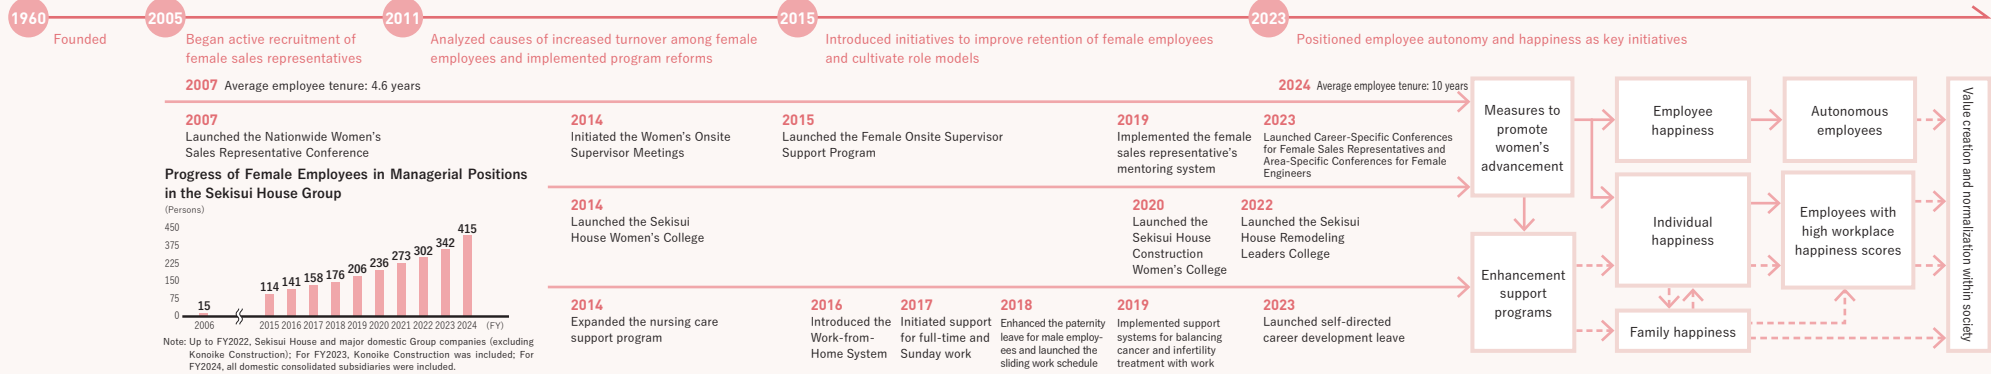 1960
Founded
2005
Began active recruitment of
female sales representatives
2011
Analyzed causes of increased turnover among female
employees and implemented program reforms
2015
Introduced initiatives to improve retention of female employees
and cultivate role models
2023
Positioned employee autonomy and happiness as key initiatives
2007 Average employee tenure: 4.6 years
2024 Average employee tenure: 10 years
2007
Launched the Nationwide Women's
Sales Representative Conference
2014
Initiated the Women's Onsite
Supervisor Meetings
2015
Launched the Female Onsite Supervisor
Support Program
2019
Implemented the female
sales representative's
mentoring system
2023
Launched Career-Specific Conferences
for Female Sales Representatives and
Area-Specific Conferences for Female
Engineers
2014
Launched the Sekisui
House Women's College
2020
Launched the
Sekisui House
Construction
Women's College
2022
Launched the Sekisui
House Remodeling
Leaders College
2014
Expanded the nursing care
support program
2016
Introduced the
Work-from-
Home System
2017
Initiated support
for full-time and
Sunday work
2018
Enhanced the paternity
leave for male employ-
ees and launched the
sliding work schedule
2019
Implemented support
systems for balancing
cancer and infertility
treatment with work
2023
Launched self-directed
career development leave
Progress of Female Employees in Managerial Positions
in the Sekisui House Group
(Persons)
450
375
225
150
75
0
15
114
141
158
176
206
236
273
302
342
415
2006
2015
2016
2017
2018
2019
2020
2021
2022
2023
2024
(FY)
Note: Up to FY2022, Sekisui House and major domestic Group companies (excluding
Konoike Construction); For FY2023, Konoike Construction was included; For
FY2024, all domestic consolidated subsidiaries were included.
Measures to
promote
women's
advancement
Enhancement
support
programs
Employee
happiness
Individual
happiness
Family happiness
Autonomous
employees
Employees with
high workplace
happiness scores
Value creation and normalization within society